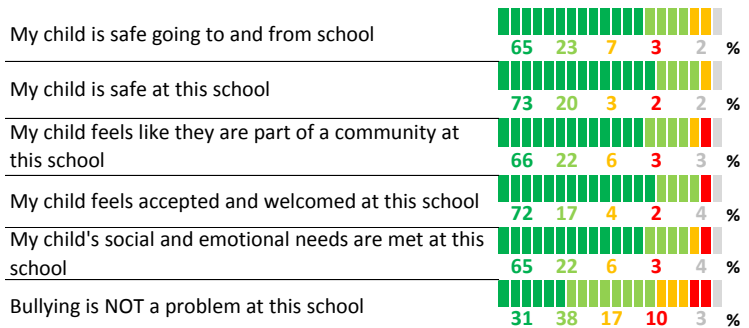 My child is safe going to and from school
65 23 7 3 2 %
My child is safe at this school
73 20 3 2 2 %
My child feels like they are part of a community at
this school
66 22 6 3 3 %
My child feels accepted and welcomed at this school
72 17 4 2 4 %
My child's social and emotional needs are met at this
school
65 22 6 3 4 %
Bullying is NOT a problem at this school
31 38 17 10 3 %